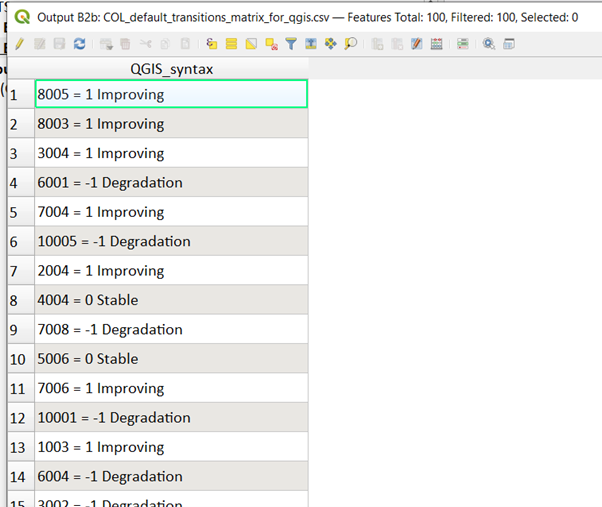 Output B2b: COL_default_transitions_matrix_for_qgis.csv — Features Total: 100, Filtered: 100, Selected: 0
QGIS_syntax
1 8005 = 1 Improving
2 8003 = 1 Improving
3 3004 = 1 Improving
4 6001 = -1 Degradation
5 7004 = 1 Improving
6 10005 = -1 Degradation
7 2004 = 1 Improving
8 4004 = 0 Stable
9 7008 = -1 Degradation
10 5006 = 0 Stable
11 7006 = 1 Improving
12 10001 = -1 Degradation
13 1003 = 1 Improving
14 6004 = -1 Degradation
15 3002 = -1 Degradation